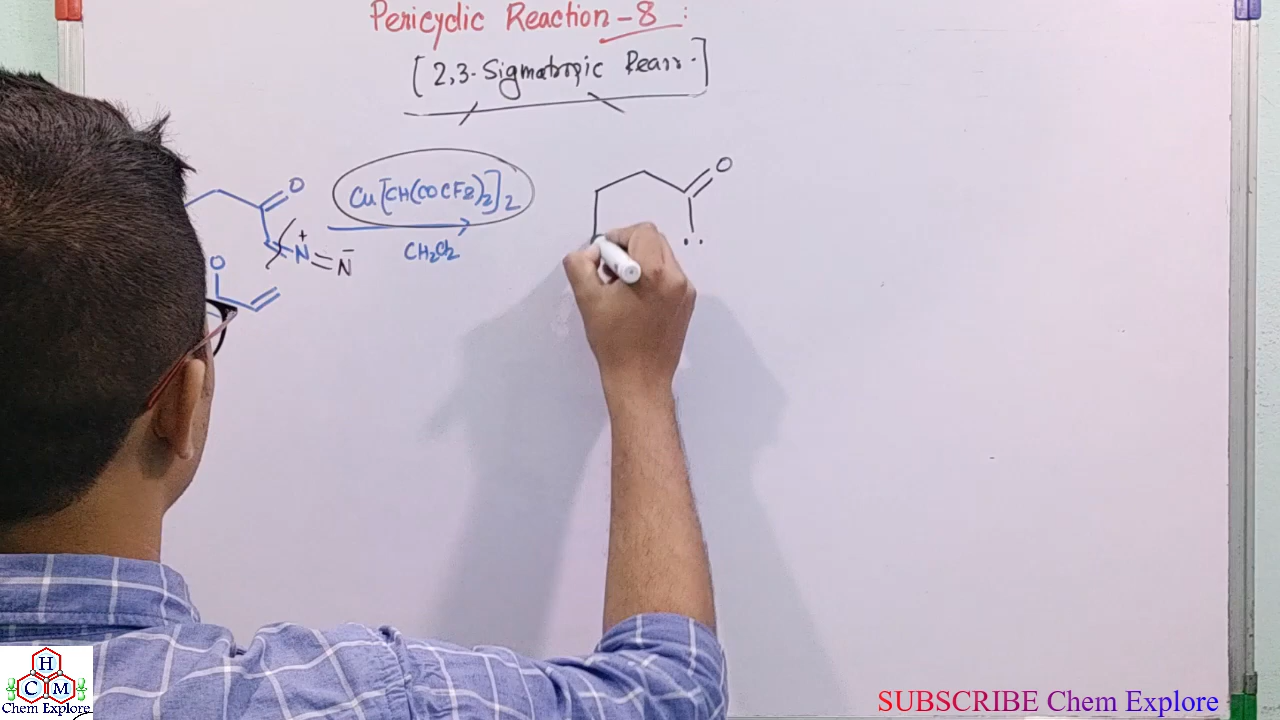 Pericyclic Reaction - 8 :
[ 2,3-Sigmatropic Rearr. ]
O
Cu[CH(COCF3)2]2
CH2Cl2
+
N = N
−
O
O
H
C M
Chem Explore
SUBSCRIBE Chem Explore